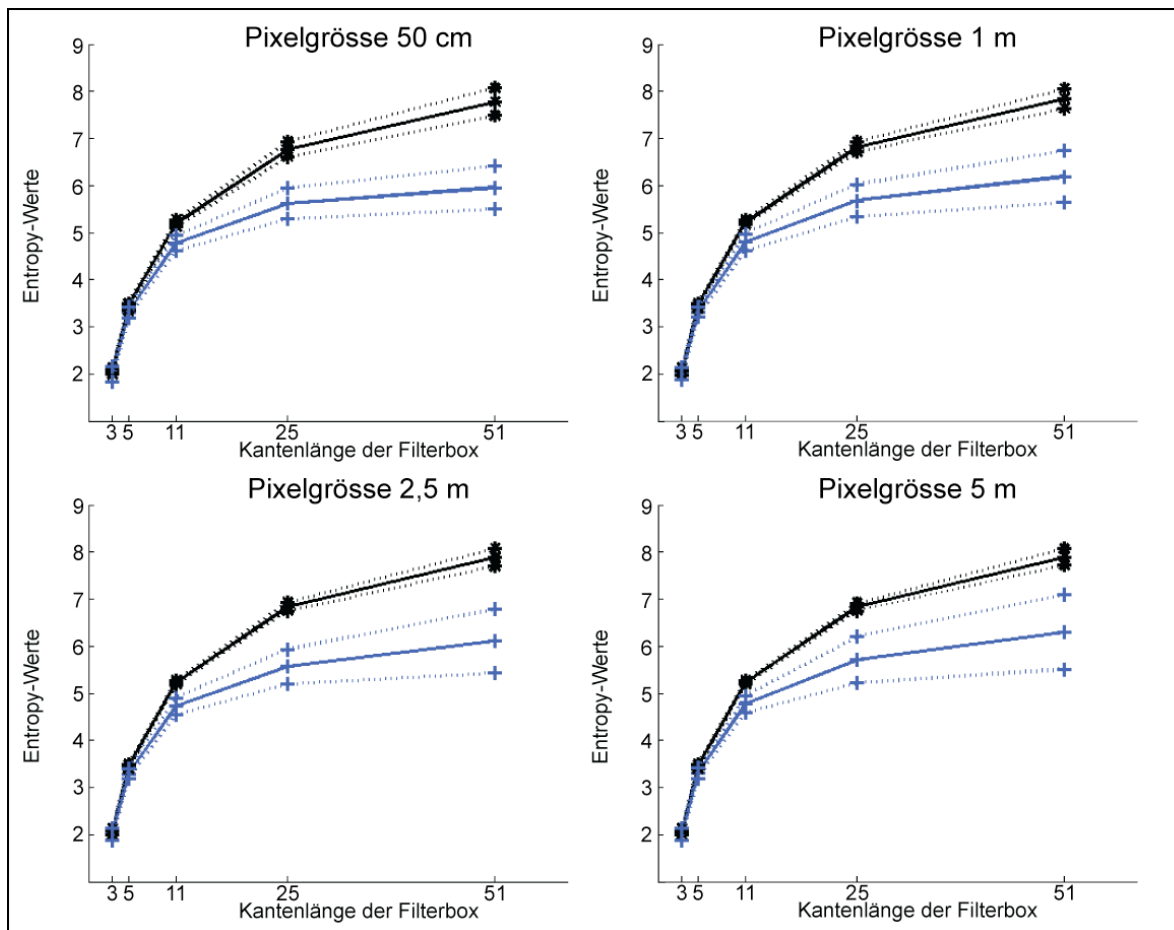 Pixelgrösse 50 cm
9
8
7
6
5
4
3
2
Entropy-Werte
3 5 11 25 51
Kantenlänge der Filterbox
Pixelgrösse 1 m
9
8
7
6
5
4
3
2
Entropy-Werte
3 5 11 25 51
Kantenlänge der Filterbox
Pixelgrösse 2,5 m
9
8
7
6
5
4
3
2
Entropy-Werte
3 5 11 25 51
Kantenlänge der Filterbox
Pixelgrösse 5 m
9
8
7
6
5
4
3
2
Entropy-Werte
3 5 11 25 51
Kantenlänge der Filterbox